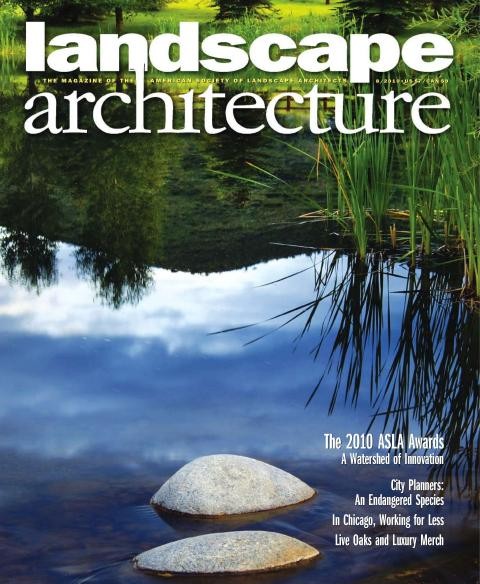 landscape
THE MAGAZINE OF THE AMERICAN SOCIETY OF LANDSCAPE ARCHITECTS
architecture
The 2010 ASLA Awards
A Watershed of Innovation
City Planners:
An Endangered Species
In Chicago, Working for Less
Live Oaks and Luxury Merch